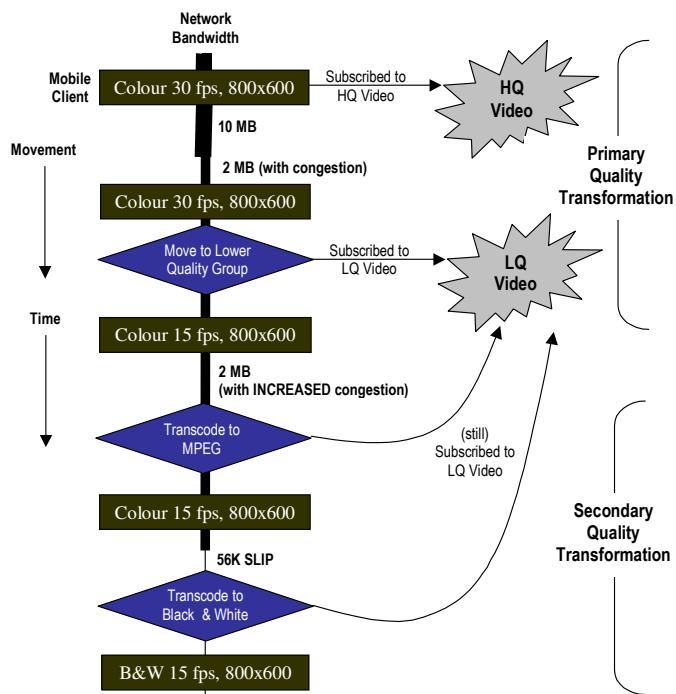 Network
Bandwidth
Mobile
Client
Colour 30 fps, 800x600
Subscribed to
HQ Video
HQ
Video
10 MB
Movement
2 MB (with congestion)
Colour 30 fps, 800x600
Primary
Quality
Transformation
Move to Lower
Quality Group
Subscribed to
LQ Video
LQ
Video
Time
Colour 15 fps, 800x600
2 MB
(with INCREASED congestion)
Transcode to
MPEG
(still)
Subscribed to
LQ Video
Colour 15 fps, 800x600
Secondary
Quality
Transformation
56K SLIP
Transcode to
Black & White
B&W 15 fps, 800x600